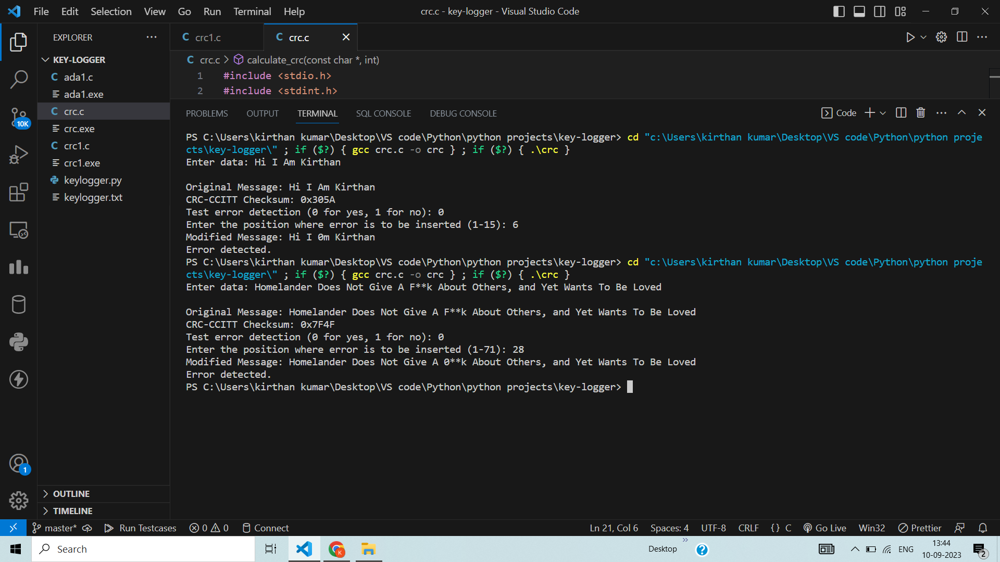 File Edit Selection View Go Run Terminal Help
crc.c - key-logger - Visual Studio Code
EXPLORER
KEY-LOGGER
ada1.c
ada1.exe
crc.c
crc.exe
crc1.c
crc1.exe
keylogger.py
keylogger.txt
OUTLINE
TIMELINE
10K
1
C crc1.c
C crc.c
C crc.c > calculate_crc(const char *, int)
1 #include <stdio.h>
2 #include <stdint.h>
PROBLEMS OUTPUT TERMINAL SQL CONSOLE DEBUG CONSOLE
Code
PS C:\Users\kirthan kumar\Desktop\VS code\Python\python projects\key-logger> cd "c:\Users\kirthan kumar\Desktop\VS code\Python\python proje
cts\key-logger\" ; if ($?) { gcc crc.c -o crc } ; if ($?) { .\crc }
Enter data: Hi I Am Kirthan
Original Message: Hi I Am Kirthan
CRC-CCITT Checksum: 0x305A
Test error detection (0 for yes, 1 for no): 0
Enter the position where error is to be inserted (1-15): 6
Modified Message: Hi I 0m Kirthan
Error detected.
PS C:\Users\kirthan kumar\Desktop\VS code\Python\python projects\key-logger> cd "c:\Users\kirthan kumar\Desktop\VS code\Python\python proje
cts\key-logger\" ; if ($?) { gcc crc.c -o crc } ; if ($?) { .\crc }
Enter data: Homelander Does Not Give A F**k About Others, and Yet Wants To Be Loved
Original Message: Homelander Does Not Give A F**k About Others, and Yet Wants To Be Loved
CRC-CCITT Checksum: 0x7F4F
Test error detection (0 for yes, 1 for no): 0
Enter the position where error is to be inserted (1-71): 28
Modified Message: Homelander Does Not Give A 0**k About Others, and Yet Wants To Be Loved
Error detected.
PS C:\Users\kirthan kumar\Desktop\VS code\Python\python projects\key-logger>
master* Run Testcases 0 0 Connect
Ln 21, Col 6 Spaces: 4 UTF-8 CRLF {} C Go Live Win32 Prettier
Search
K
Desktop
ENG
13:44
10-09-2023
2